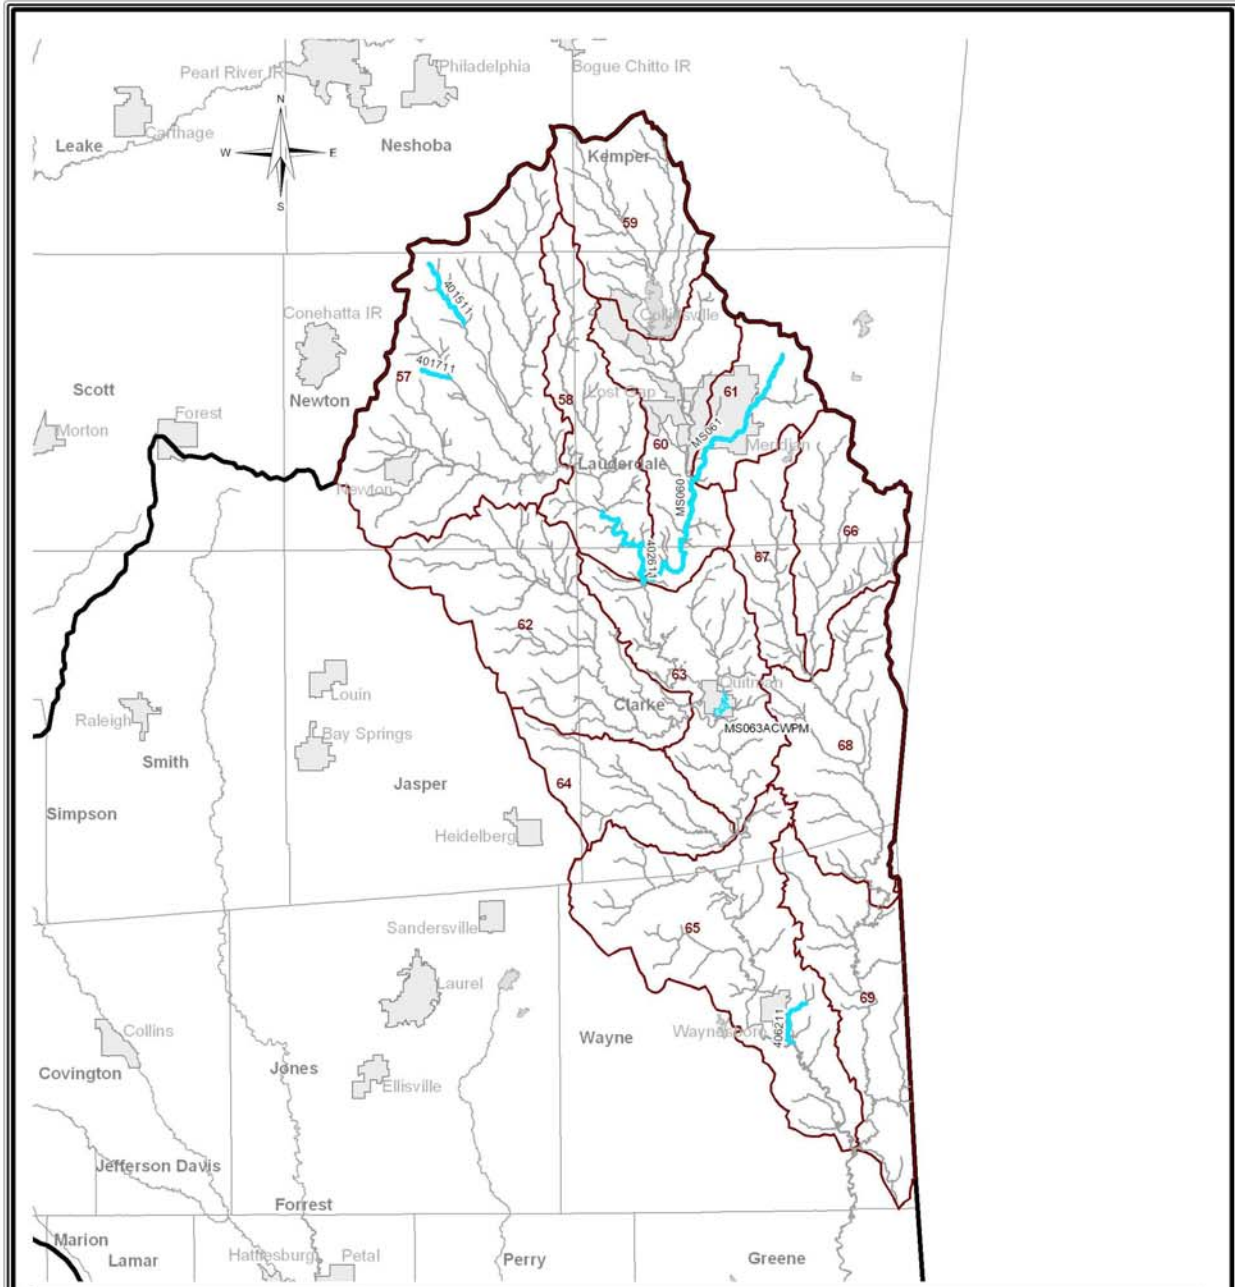 Pearl River IR
Philadelphia
Bogue Chitto IR
N
Carthage
Leake
W
E
Neshoba
Kemper
S
59
401511
Conehatta IR
Collinsville
401711
57
Scott
Lost Gap
61
Newton
58
Forest
MS061
Morton
60
Meridian
Lauderdale
Newton
MS060
66
402611
67
62
63
Quitman
Louin
Clarke
Raleigh
MS063ACWPM
Bay Springs
68
Smith
Jasper
64
Simpson
Heidelberg
Sandersville
65
Laurel
69
Collins
Waynesboro
406211
Wayne
Jones
Covington
Ellisville
Jefferson Davis
Forrest
Marion
Lamar
Hattiesburg
Petal
Perry
Greene